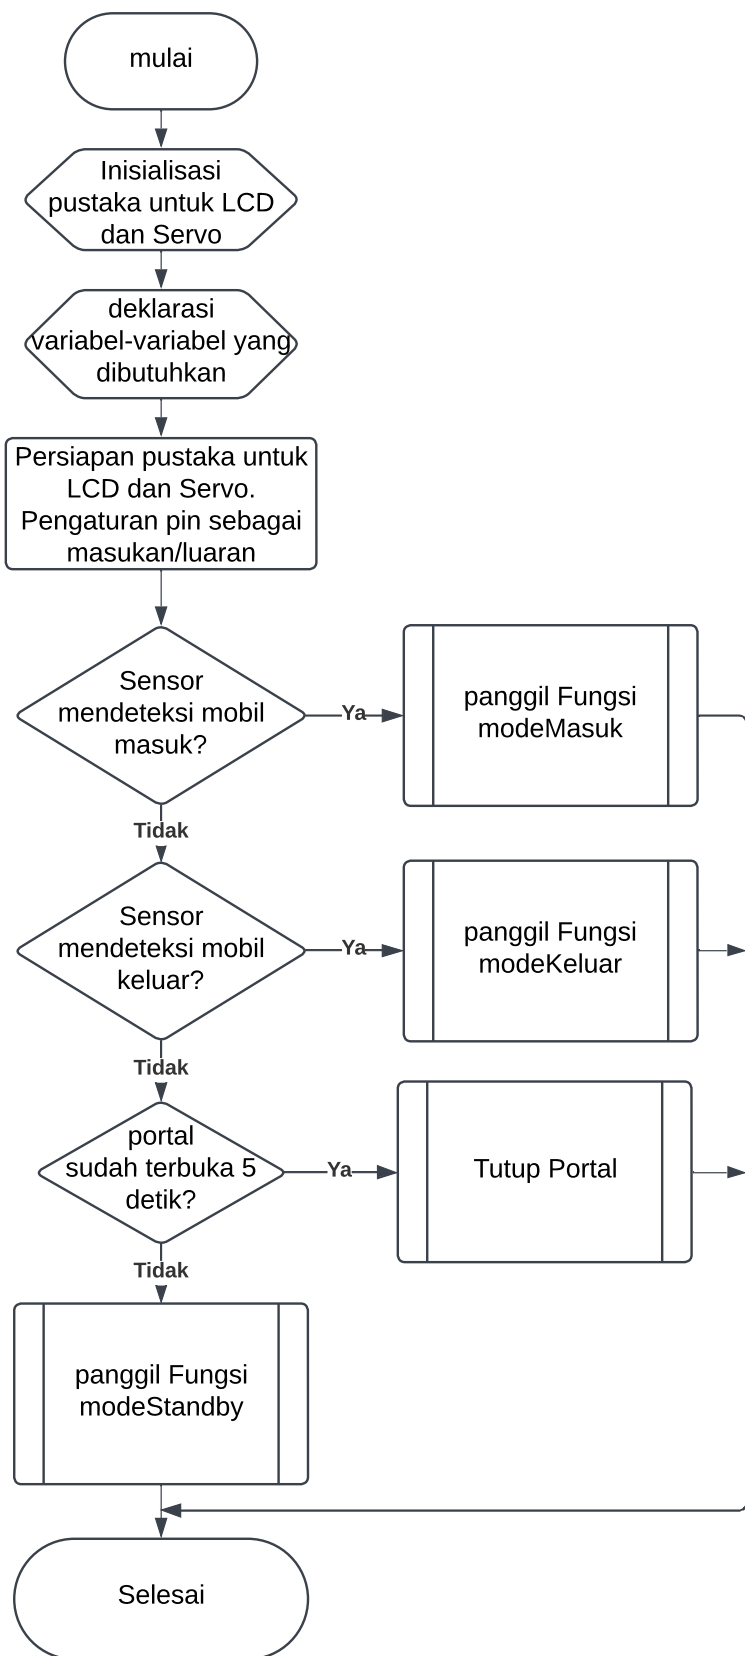 mulai
Inisialisasi
pustaka untuk LCD
dan Servo
deklarasi
variabel-variabel yang
dibutuhkan
Persiapan pustaka untuk
LCD dan Servo.
Pengaturan pin sebagai
masukan/luaran
Sensor
mendeteksi mobil
masuk?
Ya
panggil Fungsi
modeMasuk
Tidak
Sensor
mendeteksi mobil
keluar?
Ya
panggil Fungsi
modeKeluar
Tidak
portal
sudah terbuka 5
detik?
Ya
Tutup Portal
Tidak
panggil Fungsi
modeStandby
Selesai